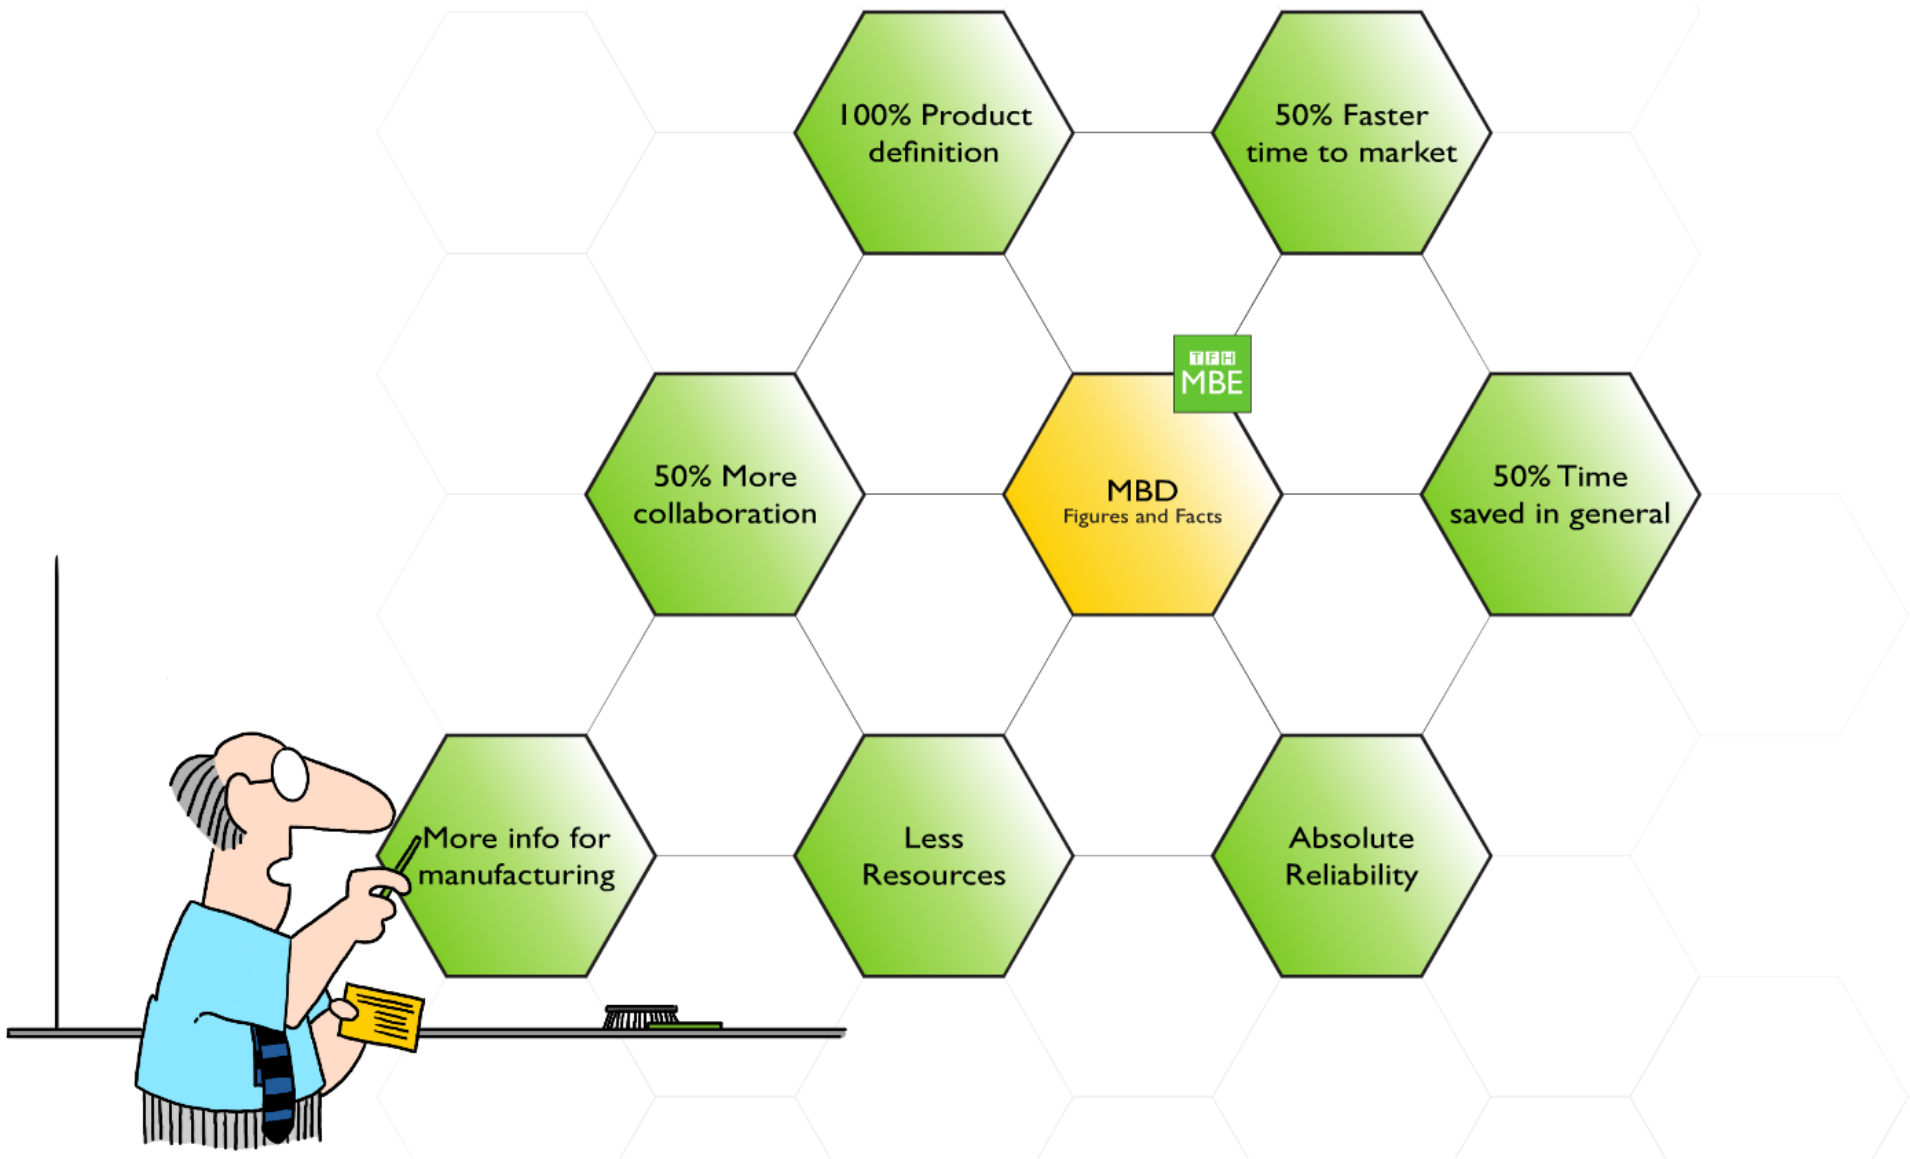 100% Product
definition
50% Faster
time to market
TFH
MBE
50% More
collaboration
MBD
Figures and Facts
50% Time
saved in general
More info for
manufacturing
Less
Resources
Absolute
Reliability